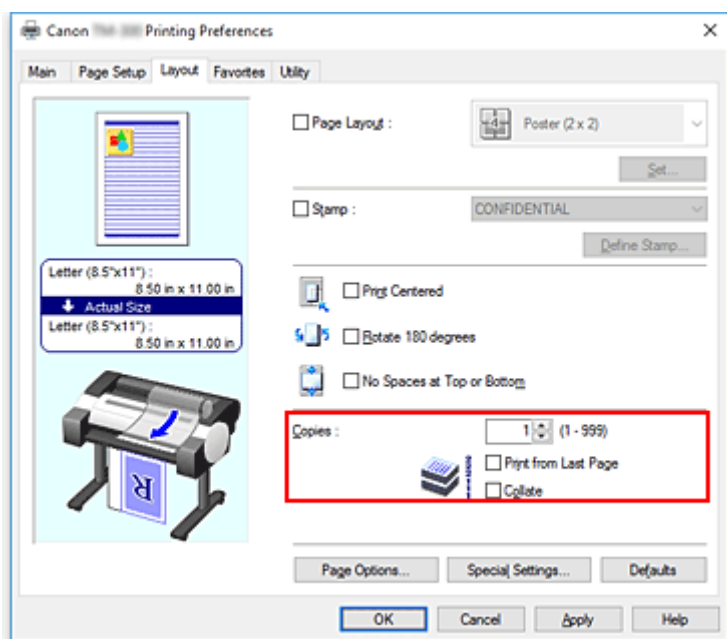 Canon Printing Preferences
Main Page Setup Layout Favorites Utility
Page Layout :
4
Poster (2 x 2)
Set...
Stamp :
CONFIDENTIAL
Define Stamp...
Letter (8.5"x11") :
8.50 in x 11.00 in
Actual Size
Letter (8.5"x11") :
8.50 in x 11.00 in
Print Centered
Rotate 180 degrees
No Spaces at Top or Bottom
R
Copies :
1 (1 - 999)
Print from Last Page
Collate
Page Options... Special Settings... Defaults
OK Cancel Apply Help